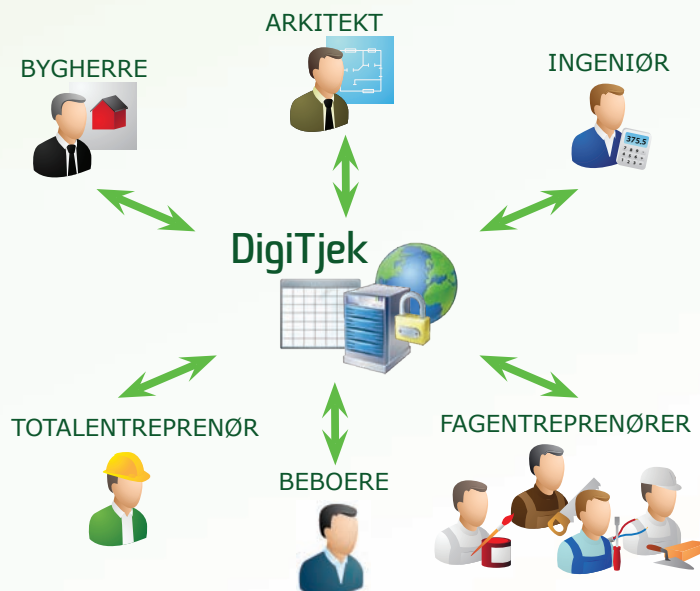 ARKITEKT
BYGHERRE
INGENIØR
375.5
DigiTjek
TOTALENTREPRENØR
FAGENTREPRENØRER
BEBOERE